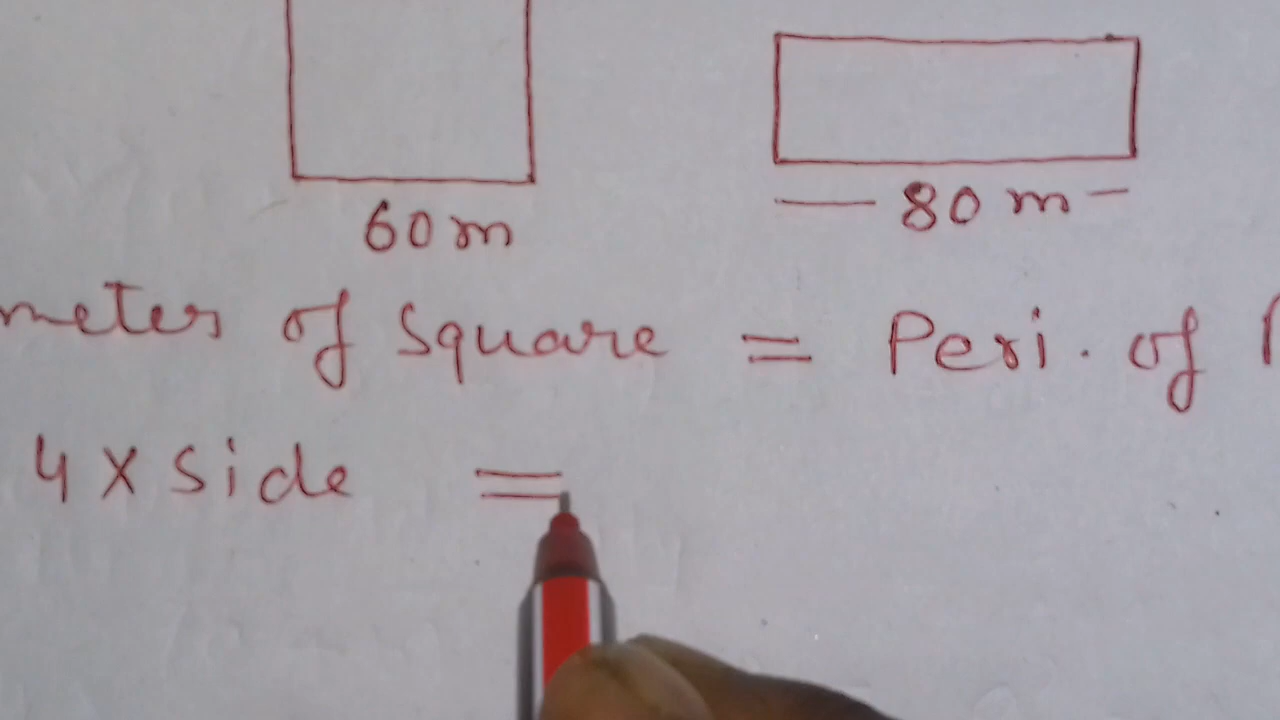 60 m
80 m
meter of Square = Peri. of
4 x side =